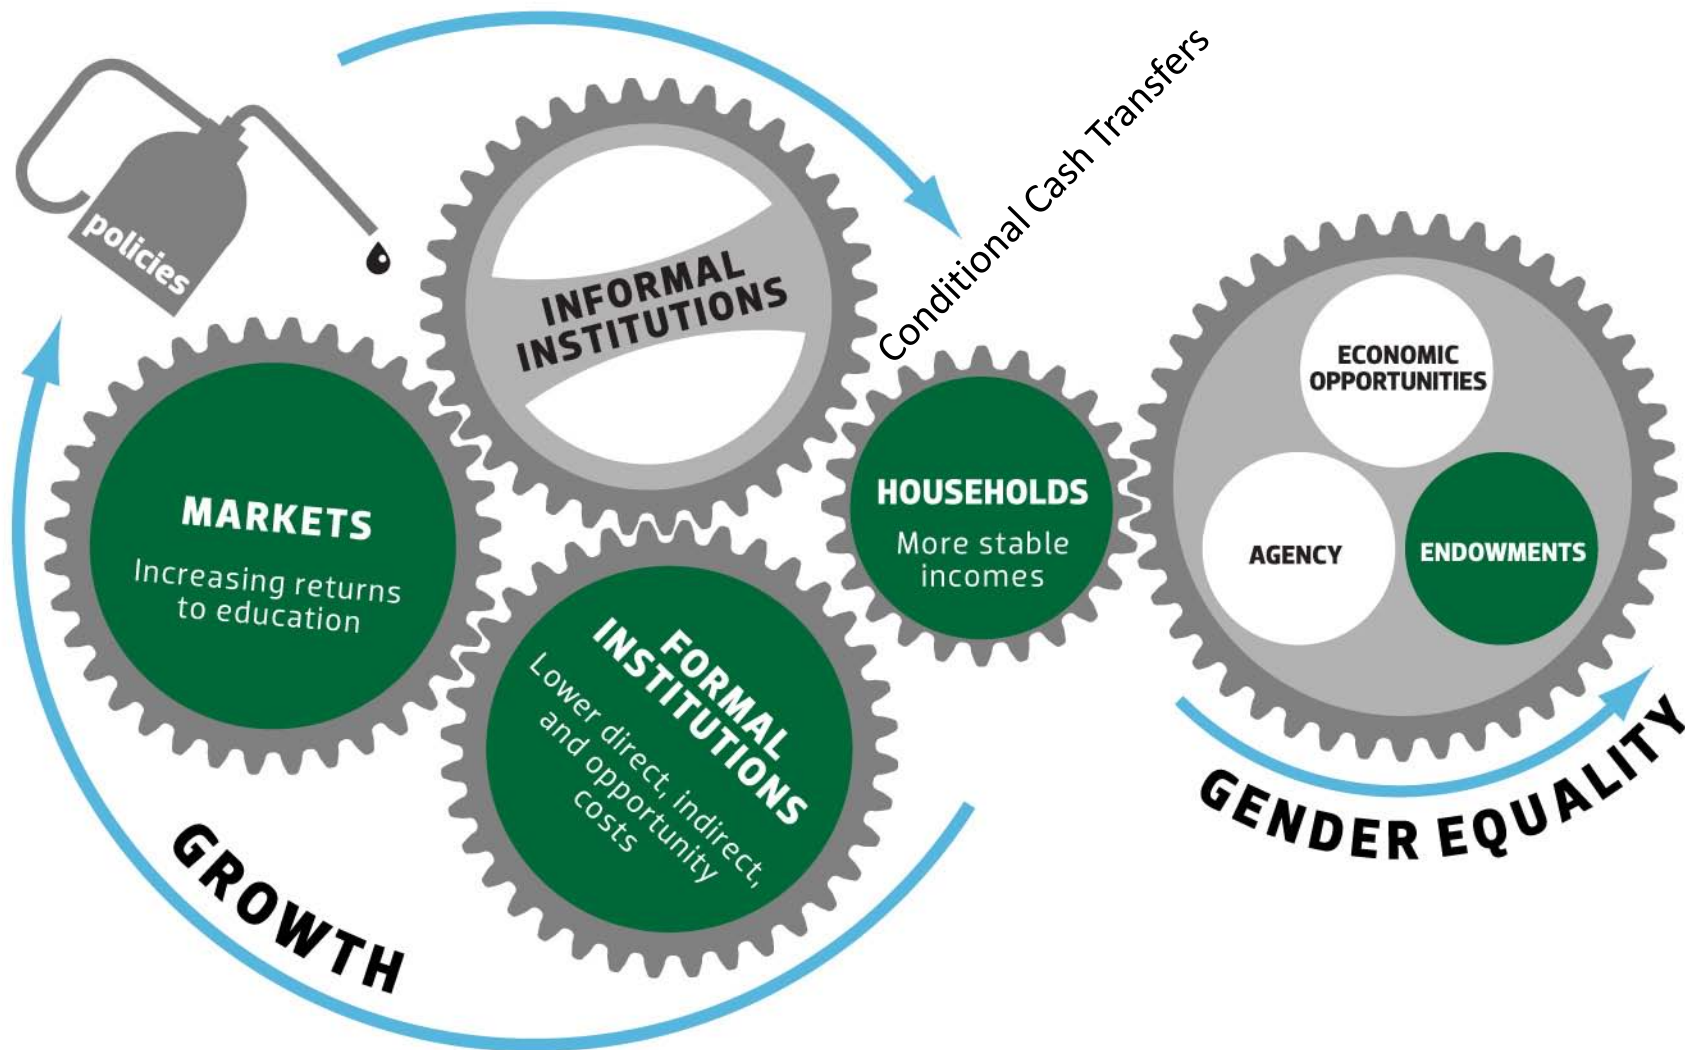 policies
INFORMAL
INSTITUTIONS
Conditional Cash Transfers
MARKETS
Increasing returns
to education
FORMAL
INSTITUTIONS
Lower direct, indirect,
and opportunity
costs
HOUSEHOLDS
More stable
incomes
ECONOMIC
OPPORTUNITIES
AGENCY
ENDOWMENTS
GROWTH
GENDER EQUALITY